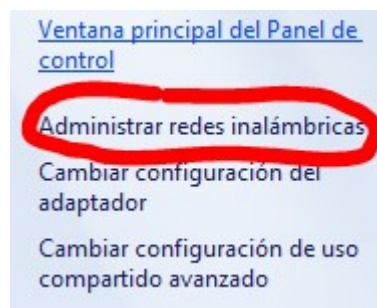 Ventana principal del Panel de
control
Administrar redes inalámbricas
Cambiar configuración del
adaptador
Cambiar configuración de uso
compartido avanzado